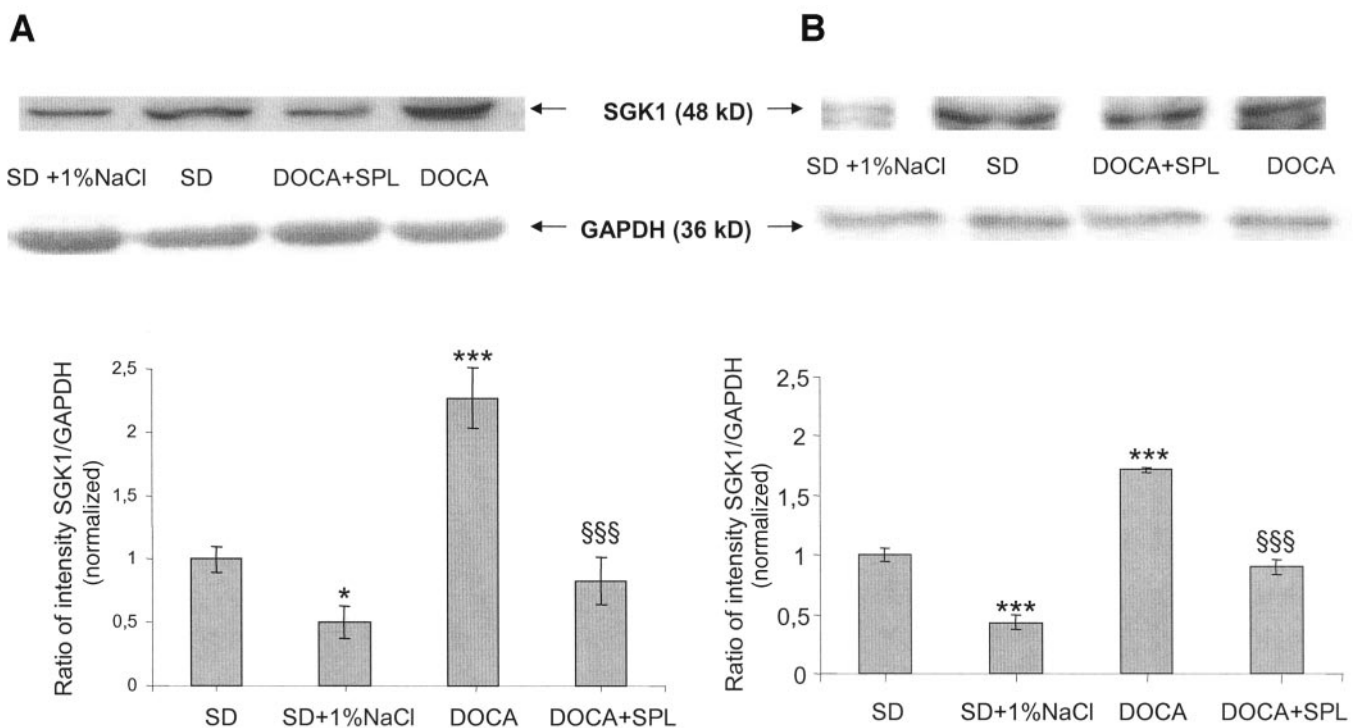 A
B
SGK1 (48 kD)
SD +1%NaCl SD DOCA+SPL DOCA
SD +1%NaCl SD DOCA+SPL DOCA
GAPDH (36 kD)
Ratio of intensity SGK1/GAPDH
(normalized)
2,5
2
1,5
1
0,5
0
*
***
§§§
SD SD+1%NaCl DOCA DOCA+SPL
Ratio of intensity SGK1/GAPDH
(normalized)
2,5
2
1,5
1
0,5
0
***
***
§§§
SD SD+1%NaCl DOCA DOCA+SPL